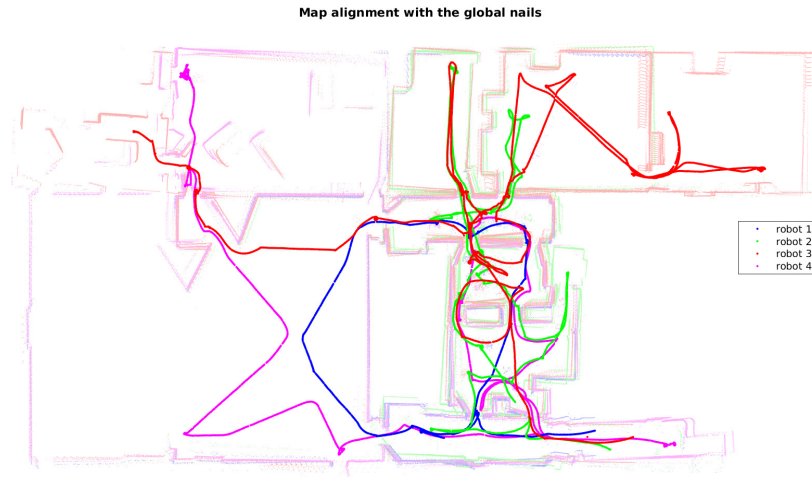 Map alignment with the global nails
robot 1
robot 2
robot 3
robot 4